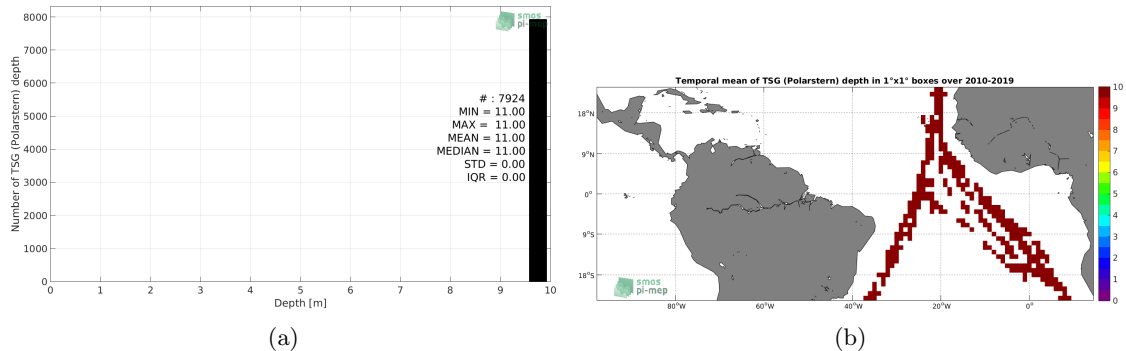 8000
7000
6000
5000
4000
3000
2000
1000
0
Number of TSG (Polarstern) depth
0 1 2 3 4 5 6 7 8 9 10
Depth [m]
smos
pi-mep
# : 7924
MIN = 11.00
MAX = 11.00
MEAN = 11.00
MEDIAN = 11.00
STD = 0.00
IQR = 0.00
(a)
Temporal mean of TSG (Polarstern) depth in 1°x1° boxes over 2010-2019
18°N
9°N
0°
9°S
18°S
80°W 60°W 40°W 20°W 0°
smos
pi-mep
10
9
8
7
6
5
4
3
2
1
0
(b)